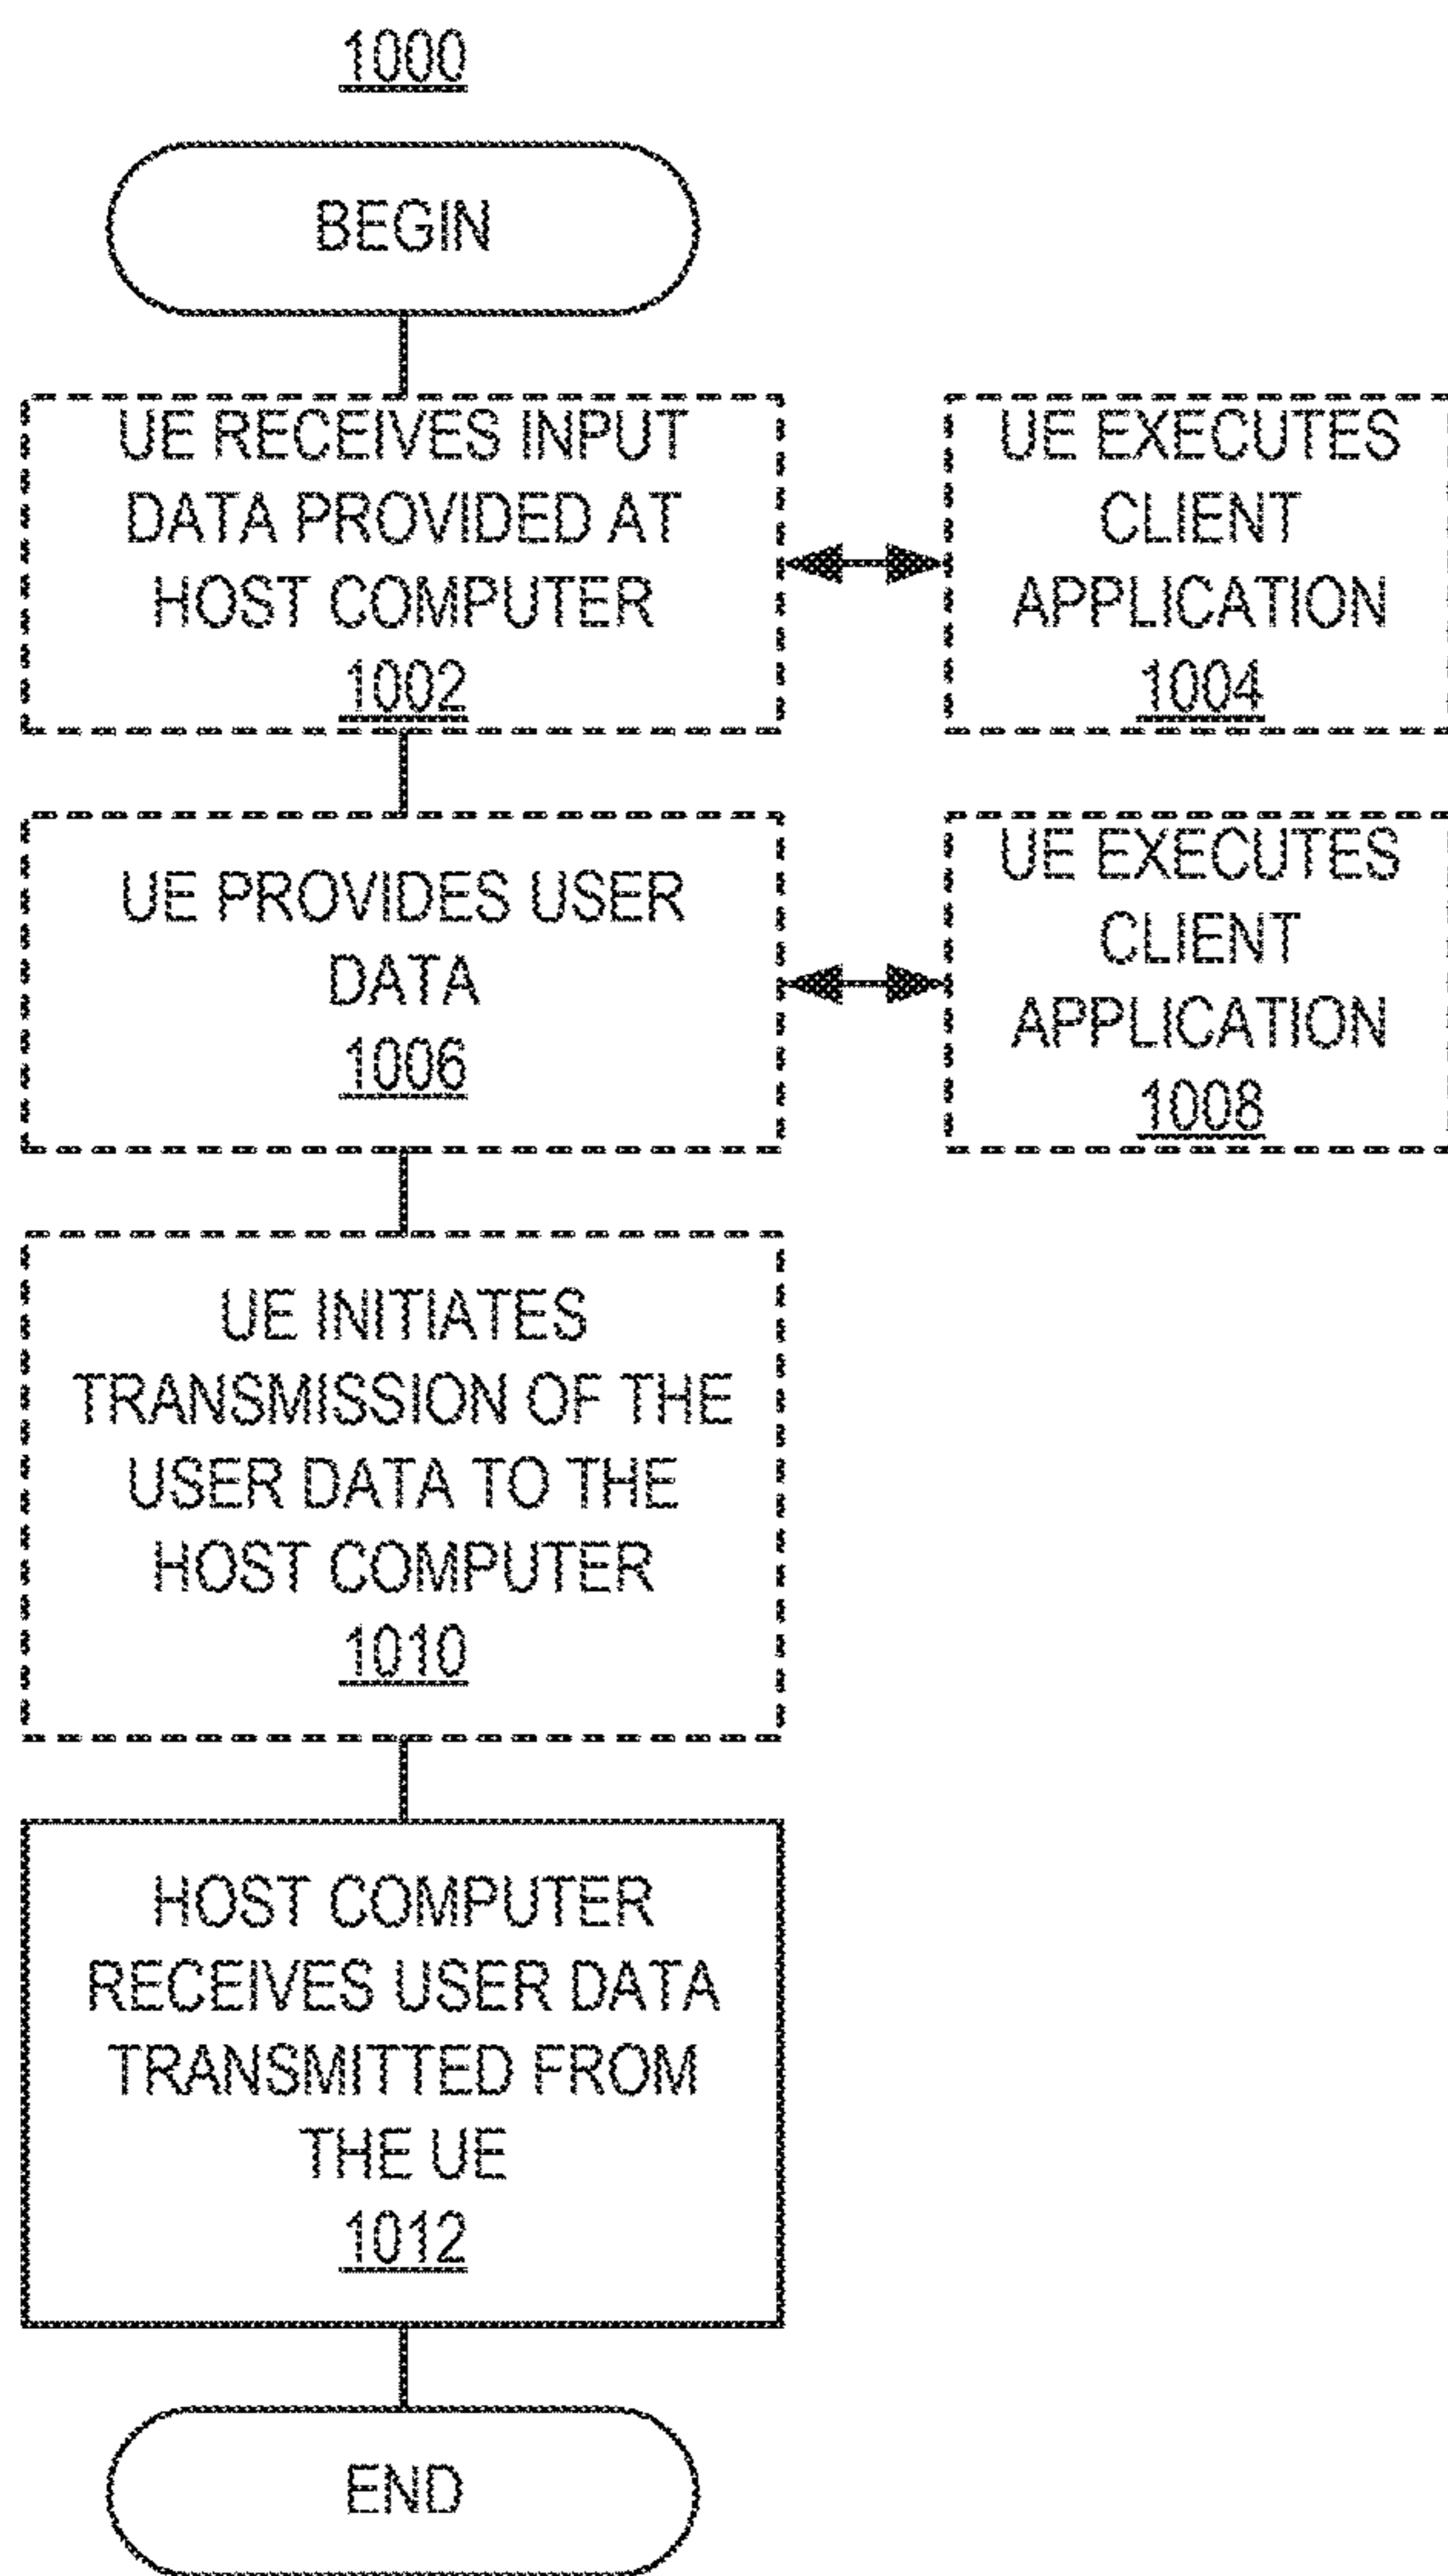 1000
BEGIN
UE RECEIVES INPUT
DATA PROVIDED AT
HOST COMPUTER
1002
UE EXECUTES
CLIENT
APPLICATION
1004
UE PROVIDES USER
DATA
1006
UE EXECUTES
CLIENT
APPLICATION
1008
UE INITIATES
TRANSMISSION OF THE
USER DATA TO THE
HOST COMPUTER
1010
HOST COMPUTER
RECEIVES USER DATA
TRANSMITTED FROM
THE UE
1012
END